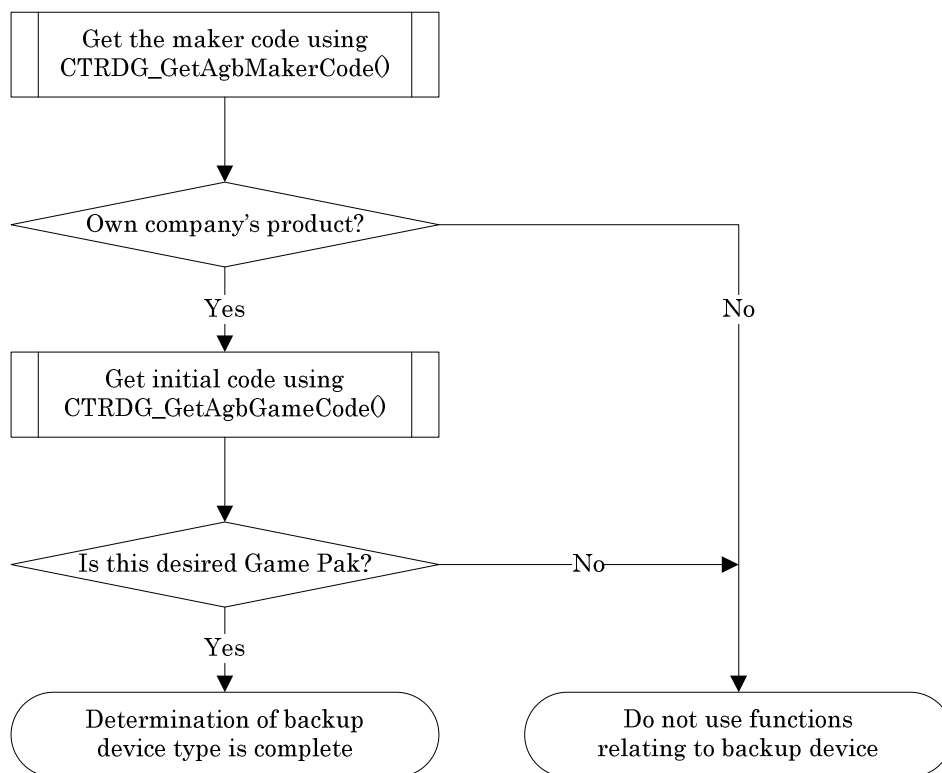 Get the maker code using
CTRDG_GetAgbMakerCode()
Own company’s product?
Yes
No
Get initial code using
CTRDG_GetAgbGameCode()
Is this desired Game Pak?
No
Yes
Determination of backup
device type is complete
Do not use functions
relating to backup device